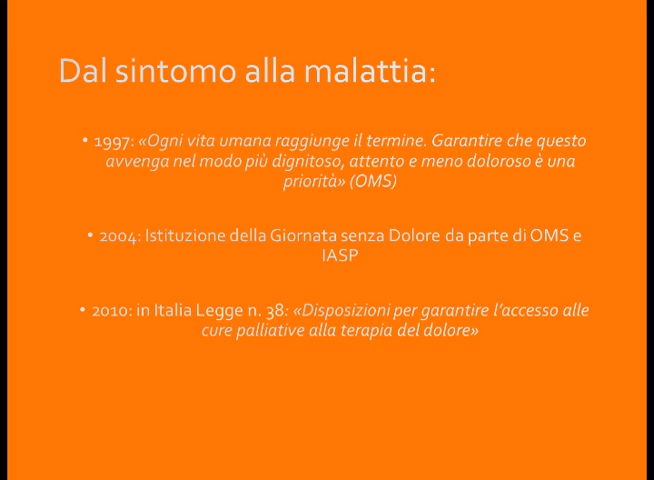 Dal sintomo alla malattia:
• 1997: «Ogni vita umana raggiunge il termine. Garantire che questo
avvenga nel modo più dignitoso, attento e meno doloroso è una
priorità» (OMS)
• 2004: Istituzione della Giornata senza Dolore da parte di OMS e
IASP
• 2010: in Italia Legge n. 38: «Disposizioni per garantire l'accesso alle
cure palliative alla terapia del dolore»